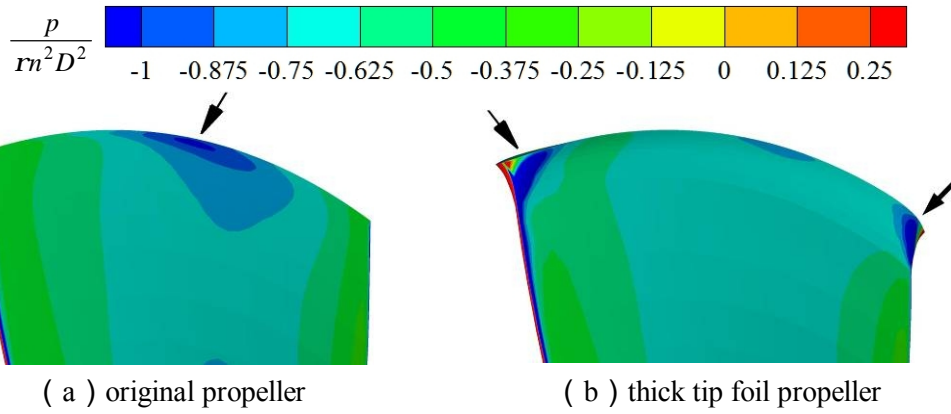 p
rn²D²
-1 -0.875 -0.75 -0.625 -0.5 -0.375 -0.25 -0.125 0 0.125 0.25
( a ) original propeller
( b ) thick tip foil propeller